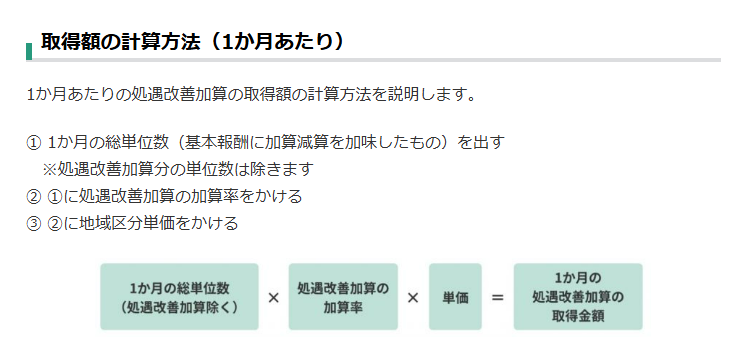 取得額の計算方法（1か月あたり）
1か月あたりの処遇改善加算の取得額の計算方法を説明します。
① 1か月の総単位数（基本報酬に加算減算を加味したもの）を出す
※処遇改善加算分の単位数は除きます
② ①に処遇改善加算の加算率をかける
③ ②に地域区分単価をかける
1か月の総単位数
（処遇改善加算除く）
×
処遇改善加算の
加算率
×
単価
＝
1か月の
処遇改善加算の
取得金額